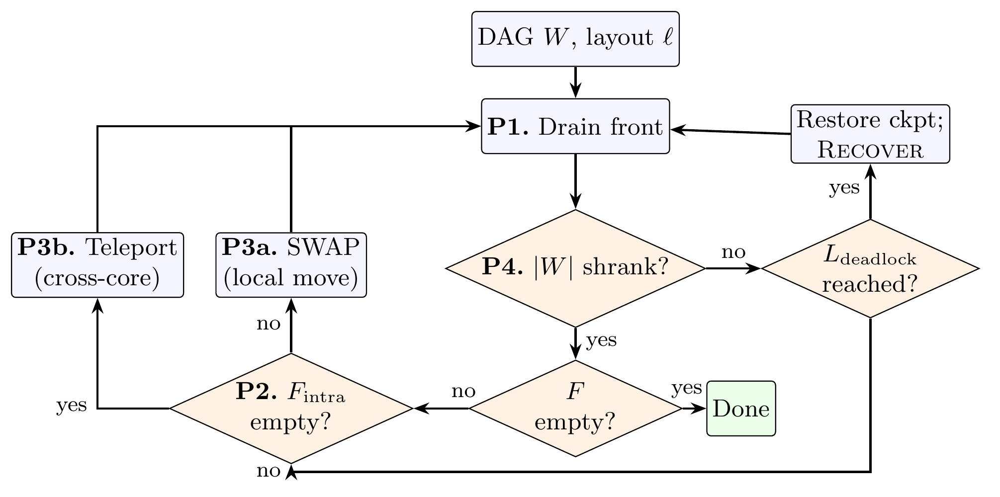 DAG W, layout ℓ
P1. Drain front
Restore ckpt;
RECOVER
yes
P3b. Teleport
(cross-core)
P3a. SWAP
(local move)
P4. |W| shrank?
no
L_deadlock
reached?
no
yes
P2. F_intra
empty?
yes
no
F
empty?
yes
Done
no